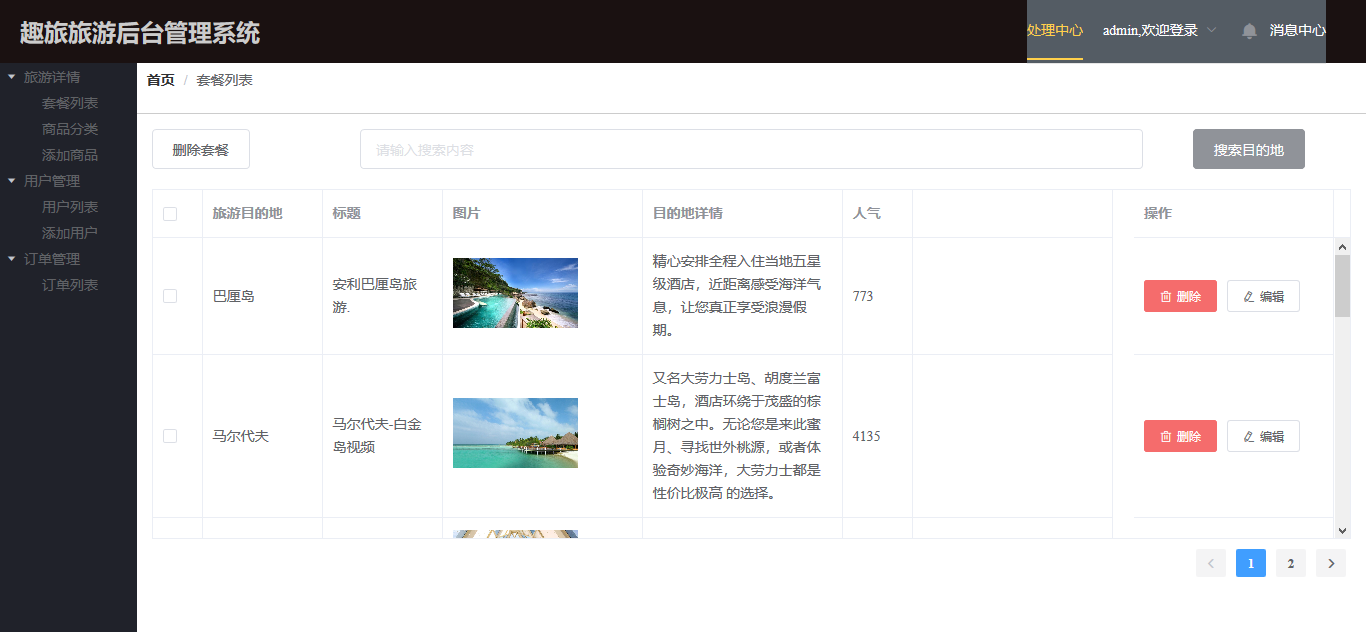 趣旅旅游后台管理系统
处理中心 admin,欢迎登录 消息中心
旅游详情
套餐列表
商品分类
添加商品
用户管理
用户列表
添加用户
订单管理
订单列表
首页 / 套餐列表
删除套餐 请输入搜索内容 搜索目的地
旅游目的地 标题 图片 目的地详情 人气 操作
巴厘岛
安利巴厘岛旅
游.
精心安排全程入住当地五星
级酒店，近距离感受海洋气
息，让您真正享受浪漫假
期。
773
删除 编辑
马尔代夫
马尔代夫-白金
岛视频
又名大劳力士岛、胡度兰富
士岛，酒店环绕于茂盛的棕
榈树之中。无论您是来此蜜
月、寻找世外桃源，或者体
验奇妙海洋，大劳力士都是
性价比极高 的选择。
4135
删除 编辑
1 2